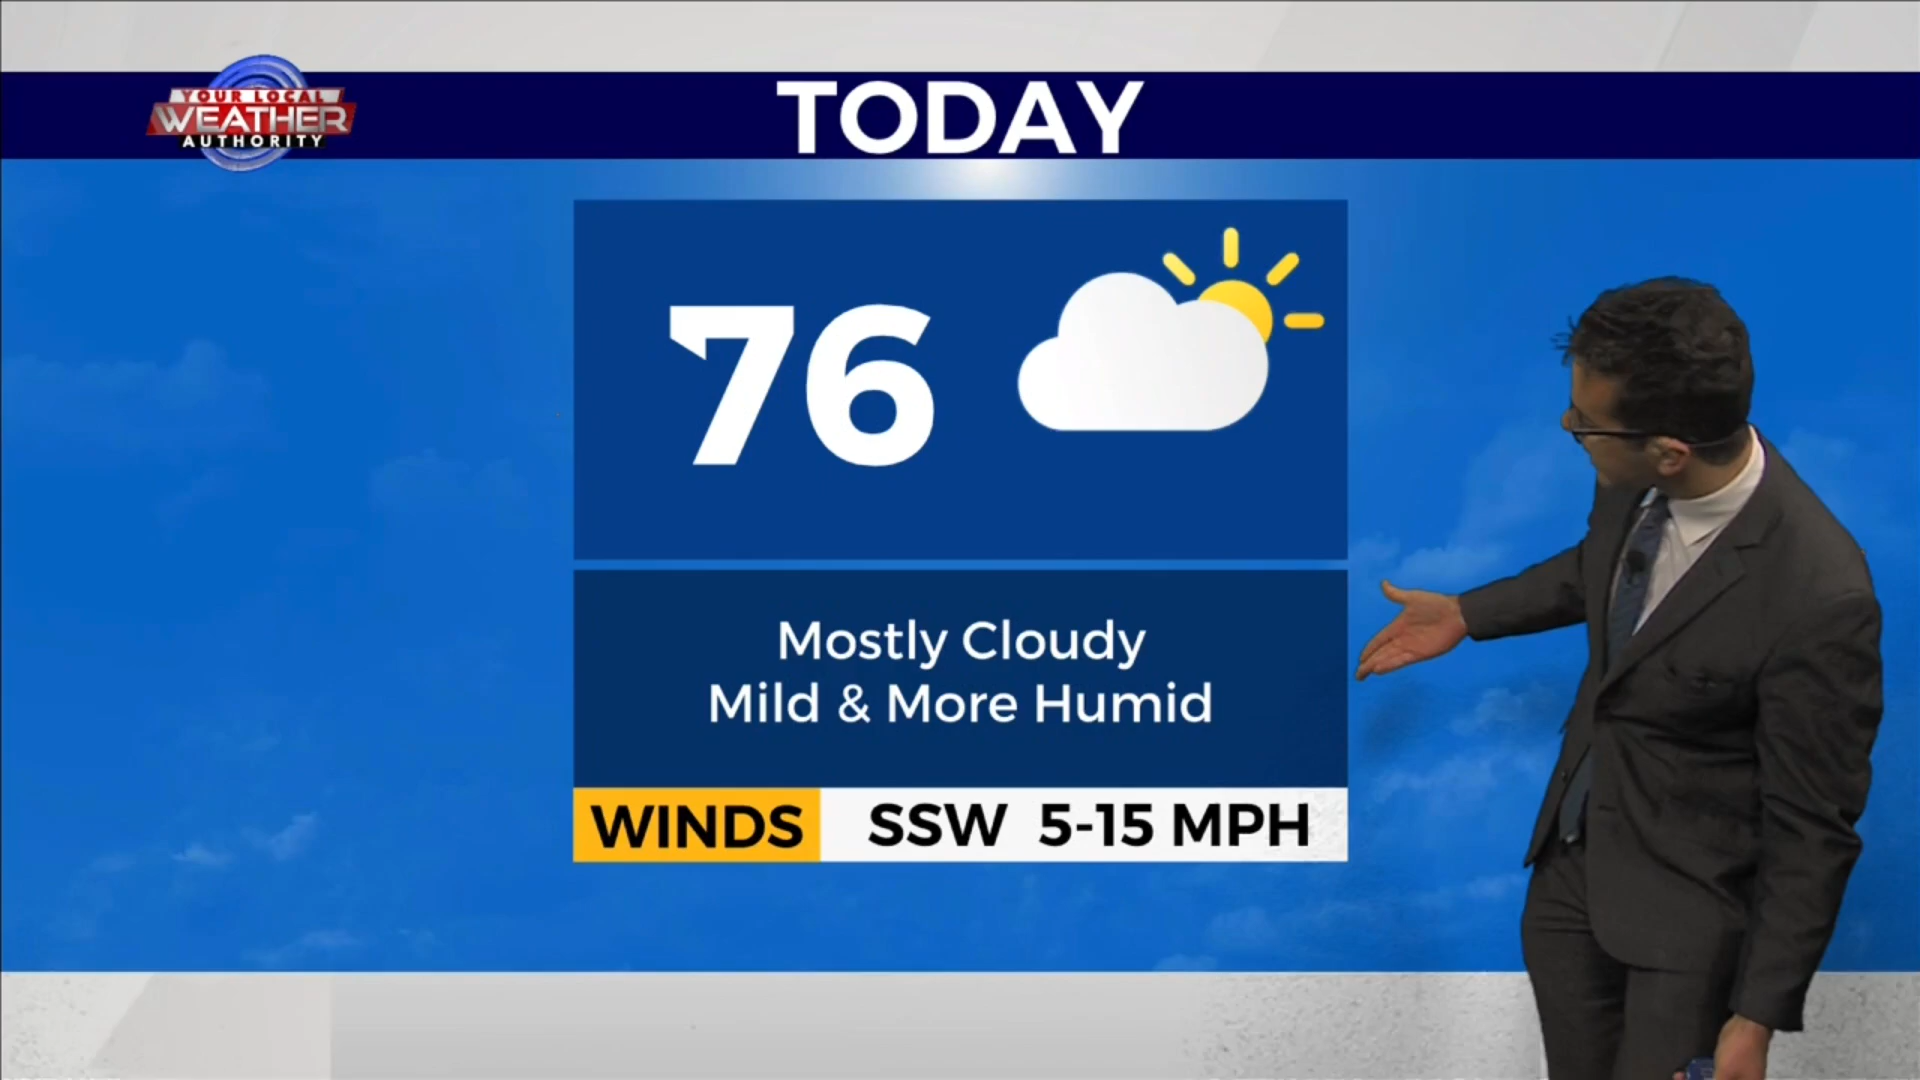 YOUR LOCAL
WEATHER
AUTHORITY
TODAY
76
Mostly Cloudy
Mild & More Humid
WINDS SSW 5-15 MPH